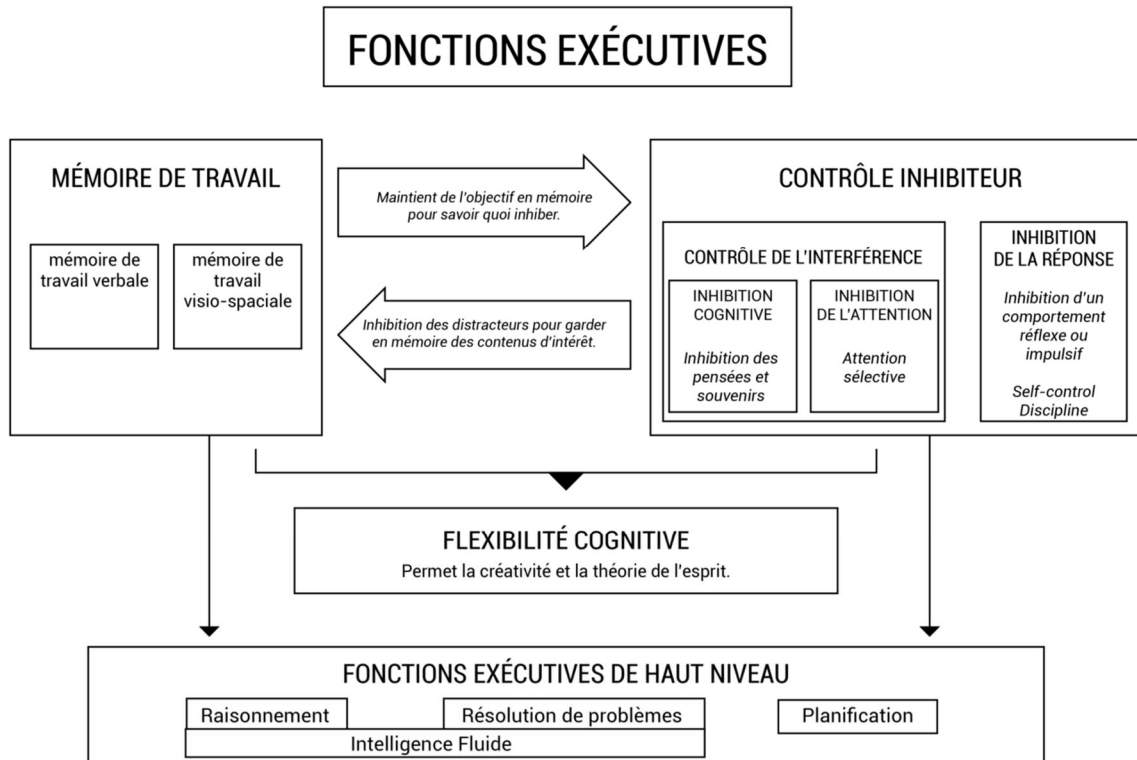 FONCTIONS EXÉCUTIVES
MÉMOIRE DE TRAVAIL
mémoire de
travail verbale
mémoire de
travail
visio-spaciale
Maintient de l'objectif en mémoire
pour savoir quoi inhiber.
Inhibition des distracteurs pour garder
en mémoire des contenus d'intérêt.
CONTRÔLE INHIBITEUR
CONTRÔLE DE L'INTERFÉRENCE
INHIBITION
COGNITIVE
Inhibition des
pensées et
souvenirs
INHIBITION
DE L'ATTENTION
Attention
sélective
INHIBITION
DE LA RÉPONSE
Inhibition d'un
comportement
réflexe ou
impulsif
Self-control
Discipline
FLEXIBILITÉ COGNITIVE
Permet la créativité et la théorie de l'esprit.
FONCTIONS EXÉCUTIVES DE HAUT NIVEAU
Raisonnement
Résolution de problèmes
Planification
Intelligence Fluide